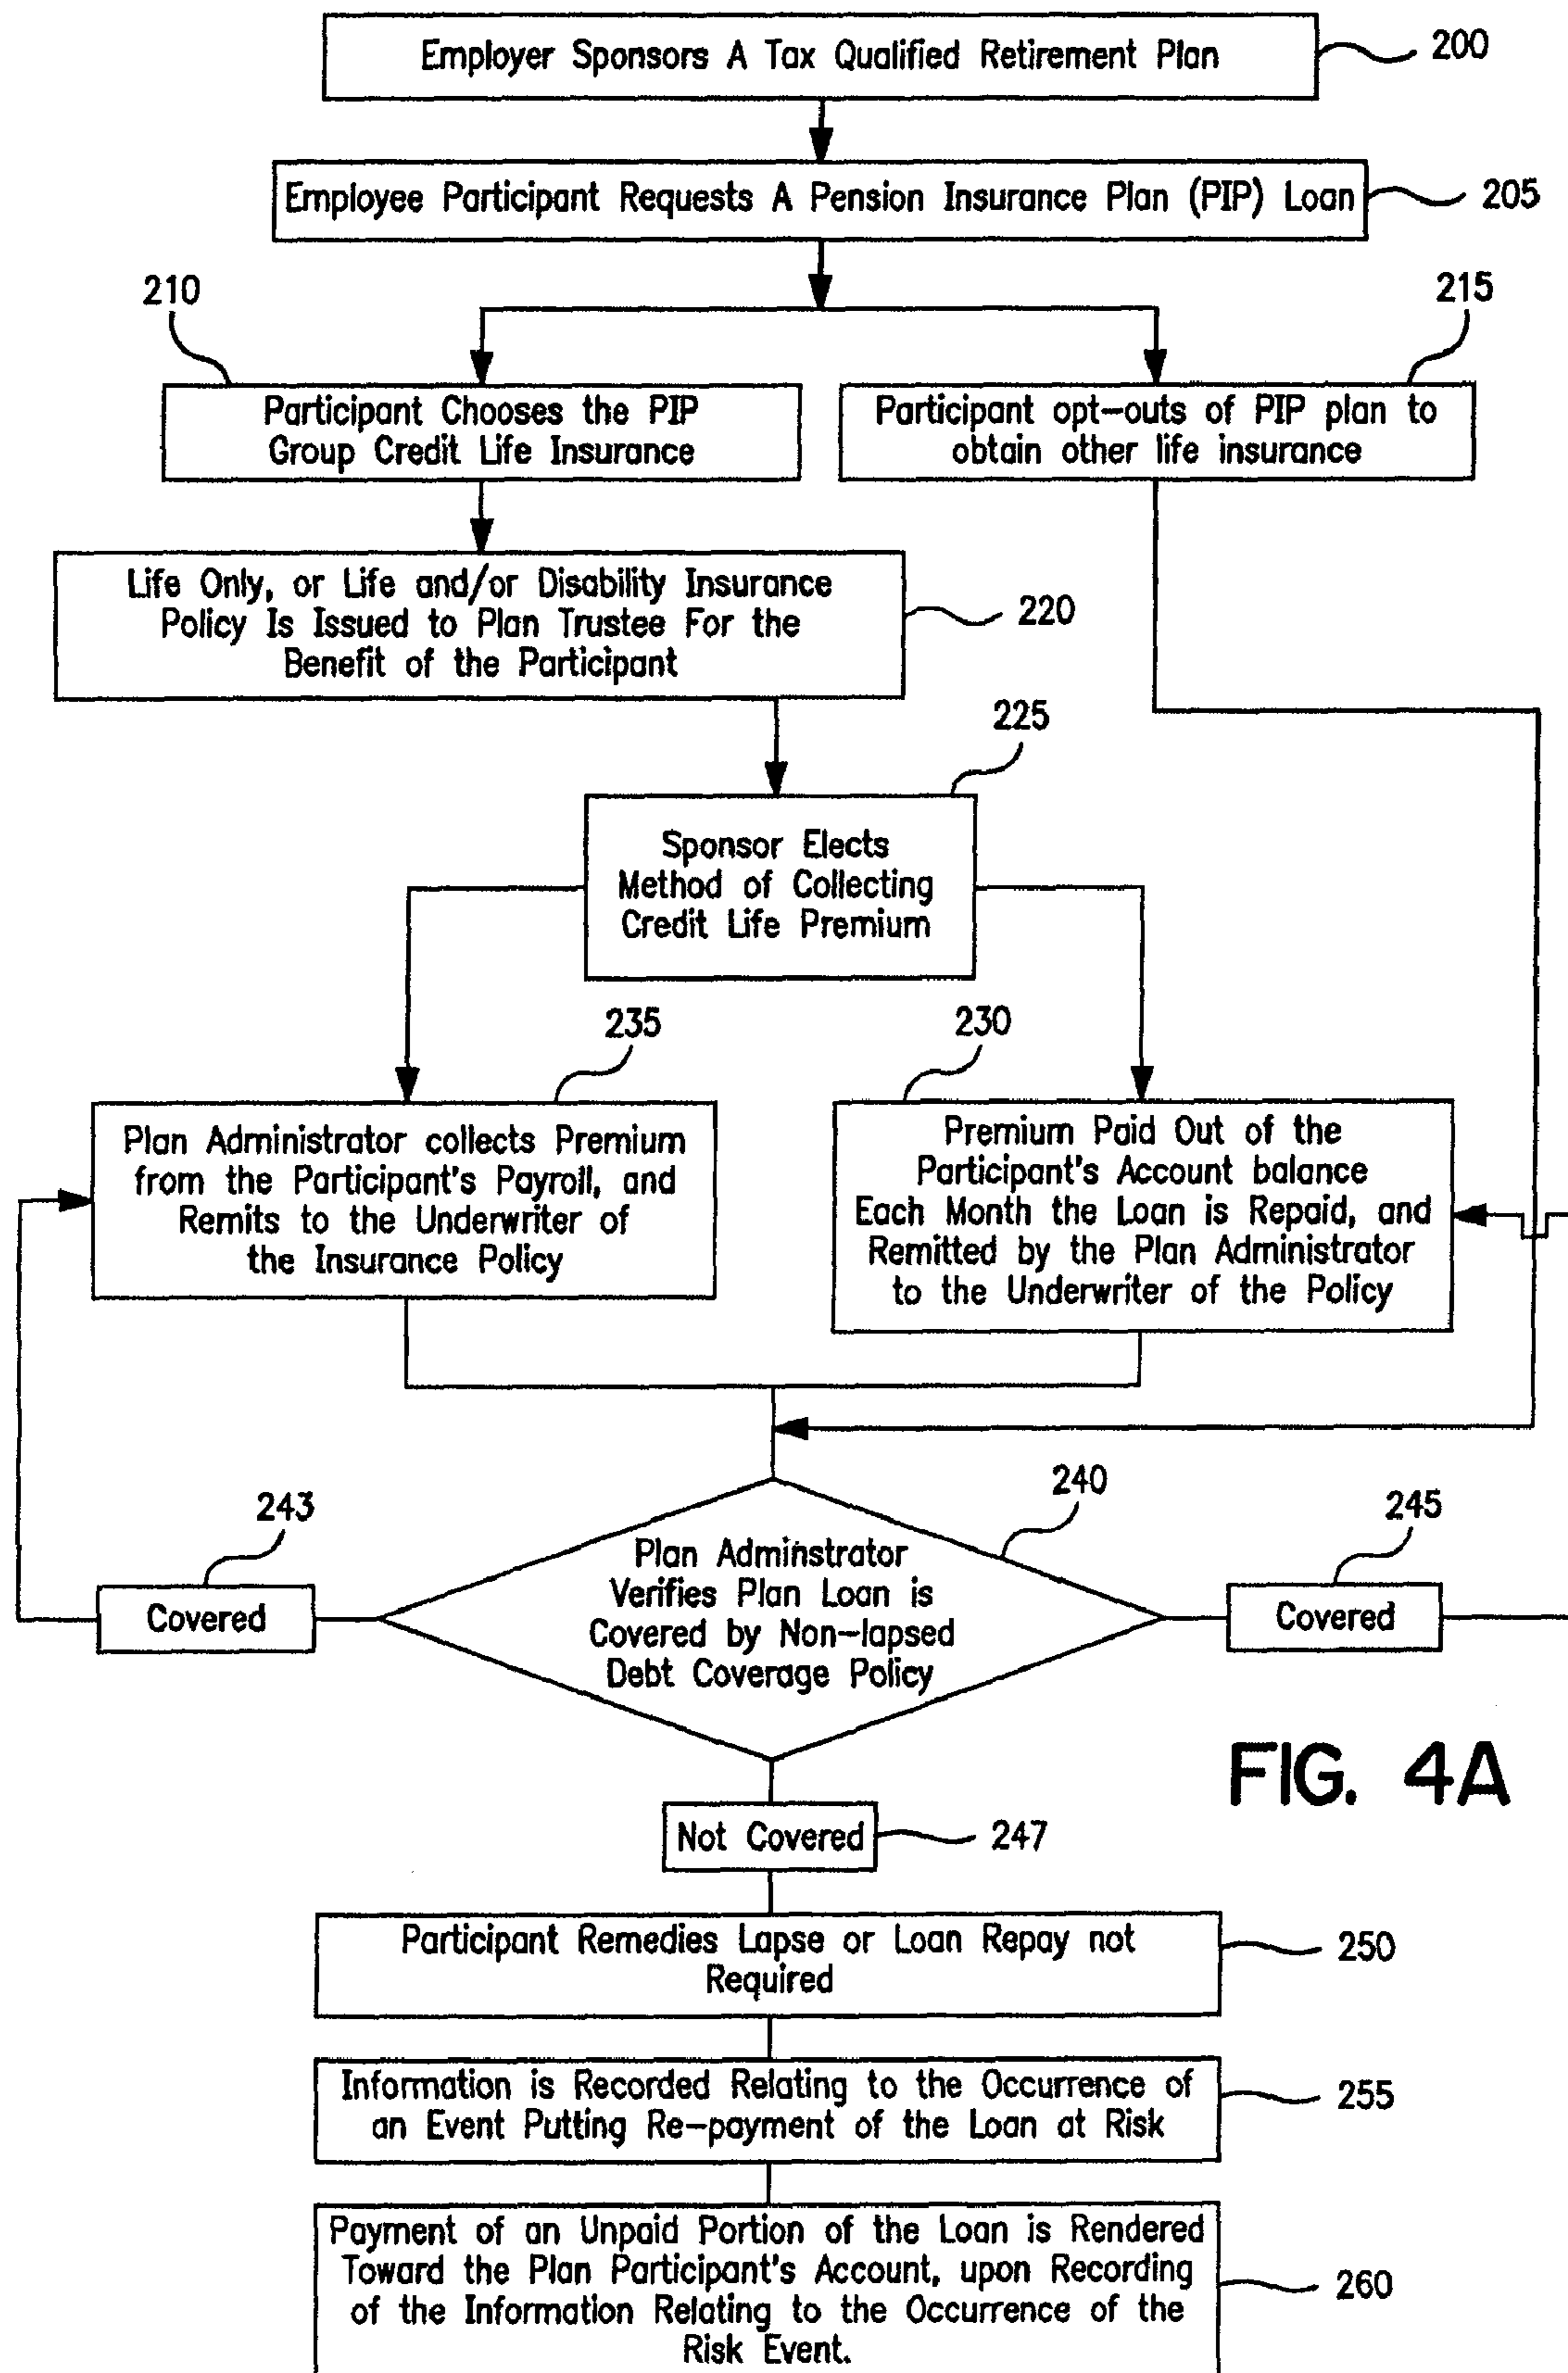 Employer Sponsors A Tax Qualified Retirement Plan
200
Employee Participant Requests A Pension Insurance Plan (PIP) Loan
205
210
215
Participant Chooses the PIP
Group Credit Life Insurance
Participant opt-outs of PIP plan to
obtain other life insurance
Life Only, or Life and/or Disability Insurance
Policy Is Issued to Plan Trustee For the
Benefit of the Participant
220
225
Sponsor Elects
Method of Collecting
Credit Life Premium
235
230
Plan Administrator collects Premium
from the Participant's Payroll, and
Remits to the Underwriter of
the Insurance Policy
Premium Paid Out of the
Participant's Account balance
Each Month the Loan is Repaid, and
Remitted by the Plan Administrator
to the Underwriter of the Policy
243
240
245
Covered
Plan Adminstrator
Verifies Plan Loan is
Covered by Non-lapsed
Debt Coverage Policy
Covered
FIG. 4A
Not Covered
247
Participant Remedies Lapse or Loan Repay not
Required
250
Information is Recorded Relating to the Occurrence of
an Event Putting Re-payment of the Loan at Risk
255
Payment of an Unpaid Portion of the Loan is Rendered
Toward the Plan Participant's Account, upon Recording
of the Information Relating to the Occurrence of the
Risk Event.
260